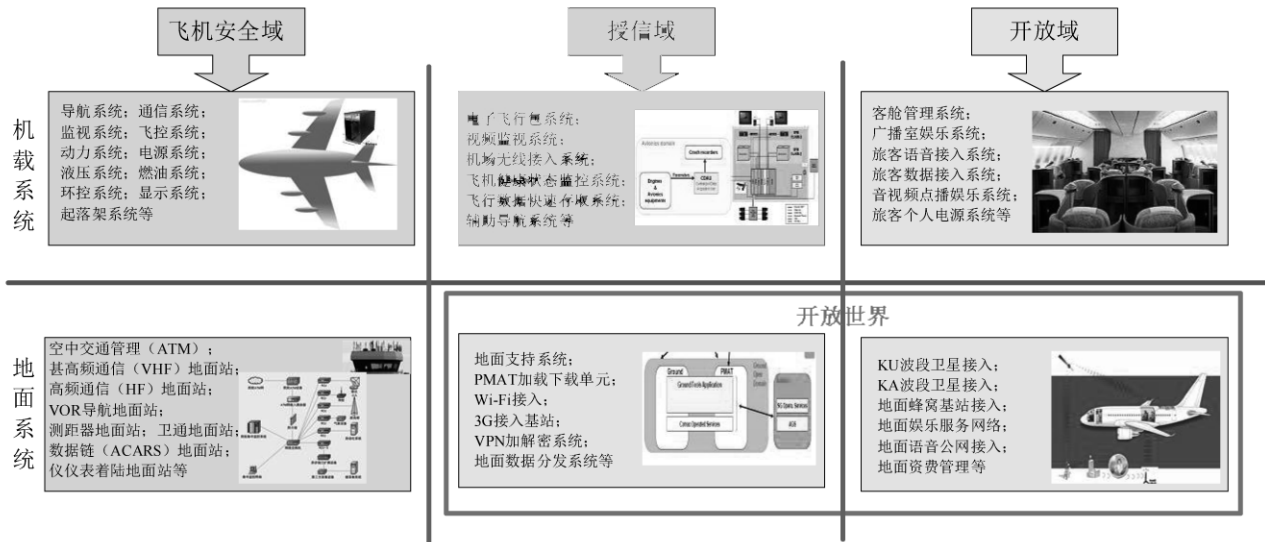 飞机安全域
授信域
开放域
机载系统
导航系统；通信系统；
监视系统；飞控系统；
动力系统；电源系统；
液压系统；燃油系统；
环控系统；显示系统；
起落架系统等
电子飞行包系统；
视频监视系统；
机场无线接入系统；
飞机健康状态监控系统；
飞行数据快速存取系统；
辅助导航系统等
Avionics domain
Engines
&
Avionics
equipments
Parameters
客舱管理系统；
广播室娱乐系统；
旅客语音接入系统；
旅客数据接入系统；
音视频点播娱乐系统；
旅客个人电源系统等
地面系统
空中交通管理（ATM）；
甚高频通信（VHF）地面站；
高频通信（HF）地面站；
VOR导航地面站；
测距器地面站；卫通地面站；
数据链（ACARS）地面站；
仪仪表着陆地面站等
开放世界
地面支持系统；
PMAT加载下载单元；
Wi-Fi接入；
3G接入基站；
VPN加解密系统；
地面数据分发系统等
Ground
PMAT
Ground Tools Application
KU波段卫星接入；
KA波段卫星接入；
地面蜂窝基站接入；
地面娱乐服务网络；
地面语音公网接入；
地面资费管理等